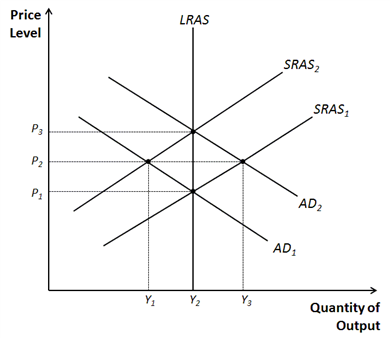 Price
Level
LRAS
SRAS2
SRAS1
P3
P2
P1
AD2
AD1
Y1
Y2
Y3
Quantity of
Output